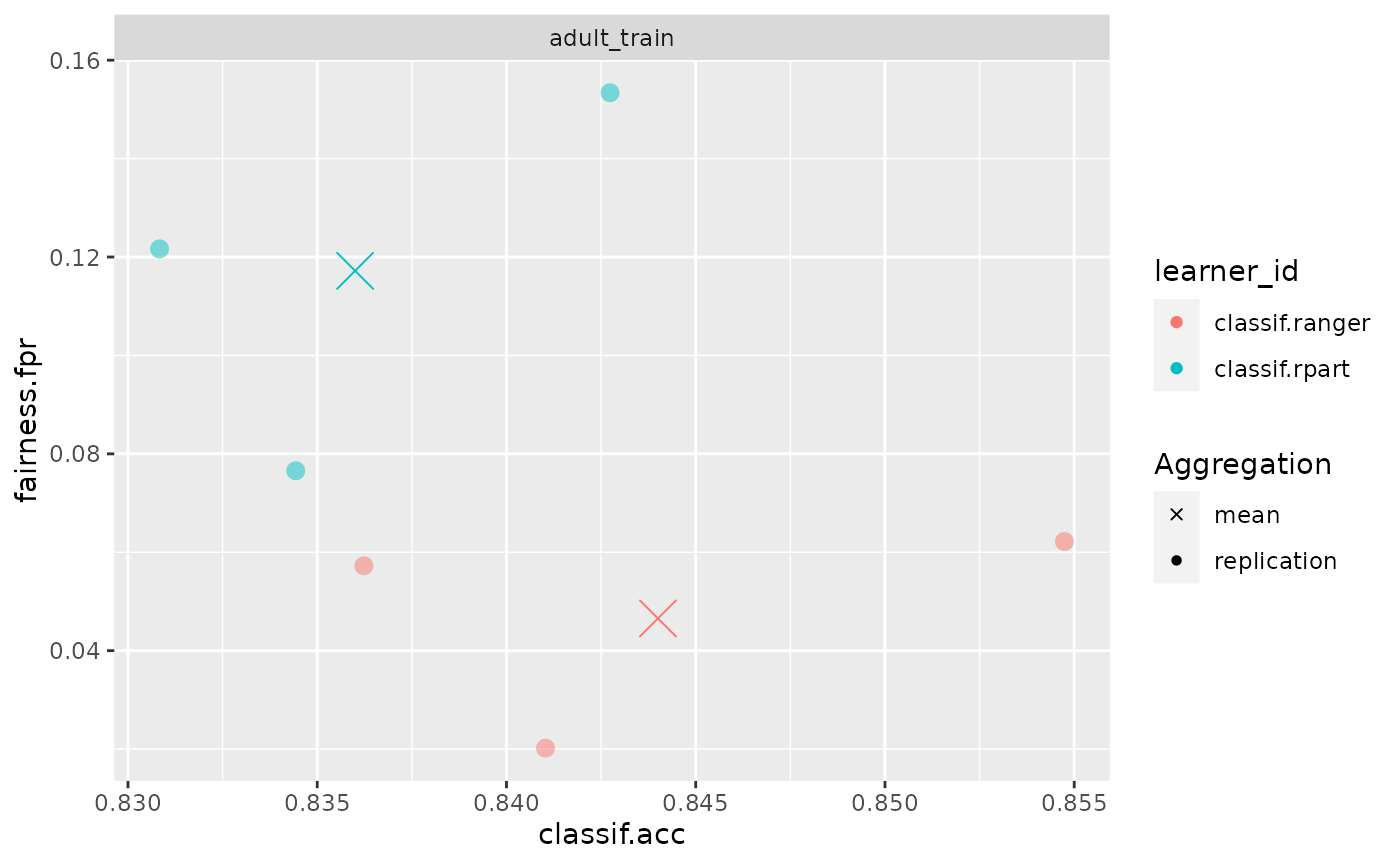 adult_train
0.16
0.12
0.08
0.04
fairness.fpr
0.830 0.835 0.840 0.845 0.850 0.855
classif.acc
learner_id
classif.ranger
classif.rpart
Aggregation
mean
replication